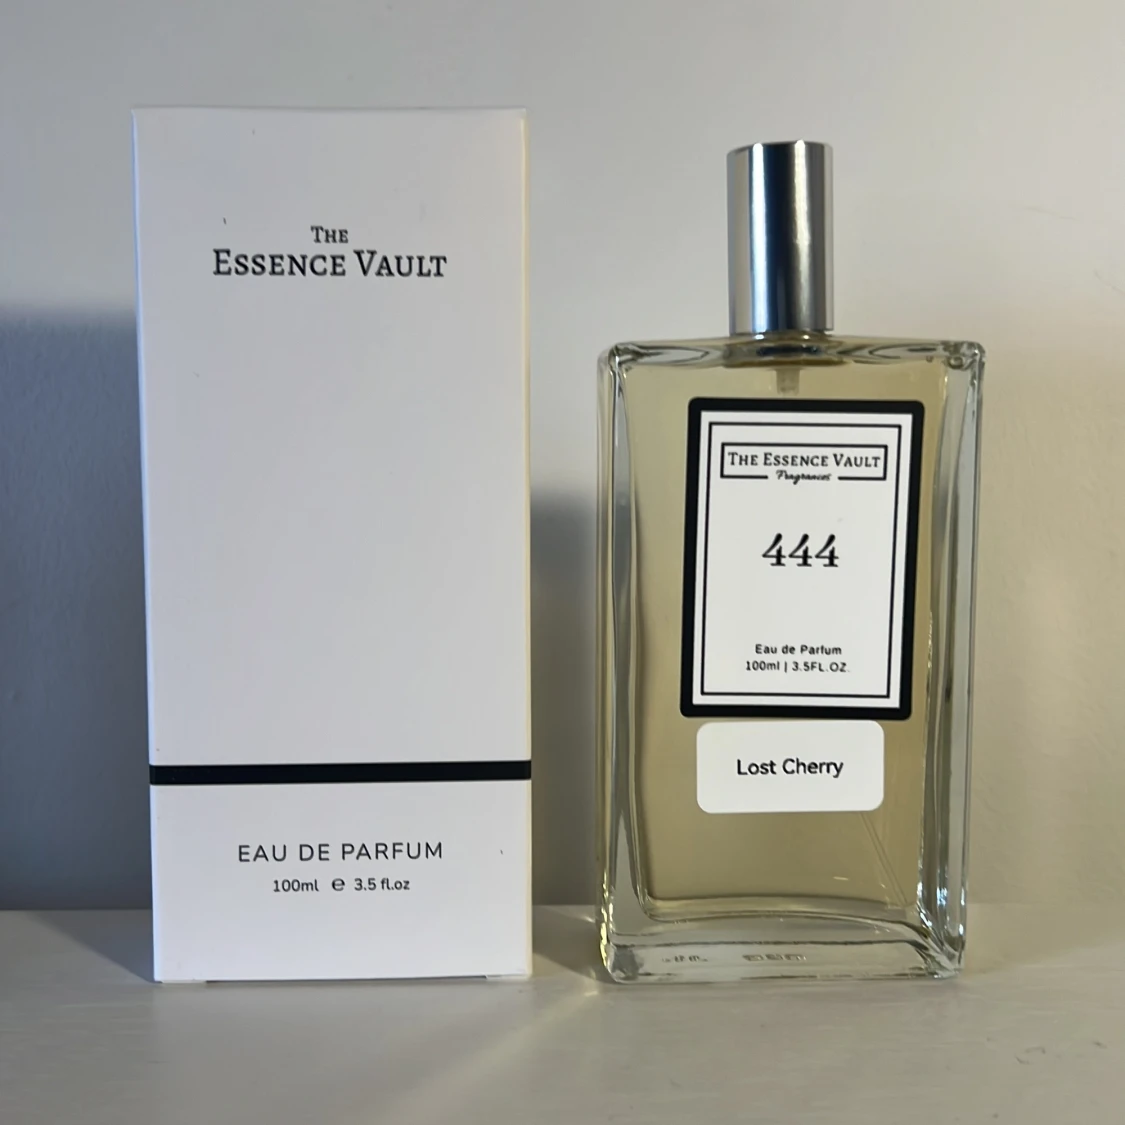 THE
ESSENCE VAULT
EAU DE PARFUM
100ml ℮ 3.5 fl.oz
THE ESSENCE VAULT
Fragrances
444
Eau de Parfum
100ml | 3.5FL.OZ.
Lost Cherry